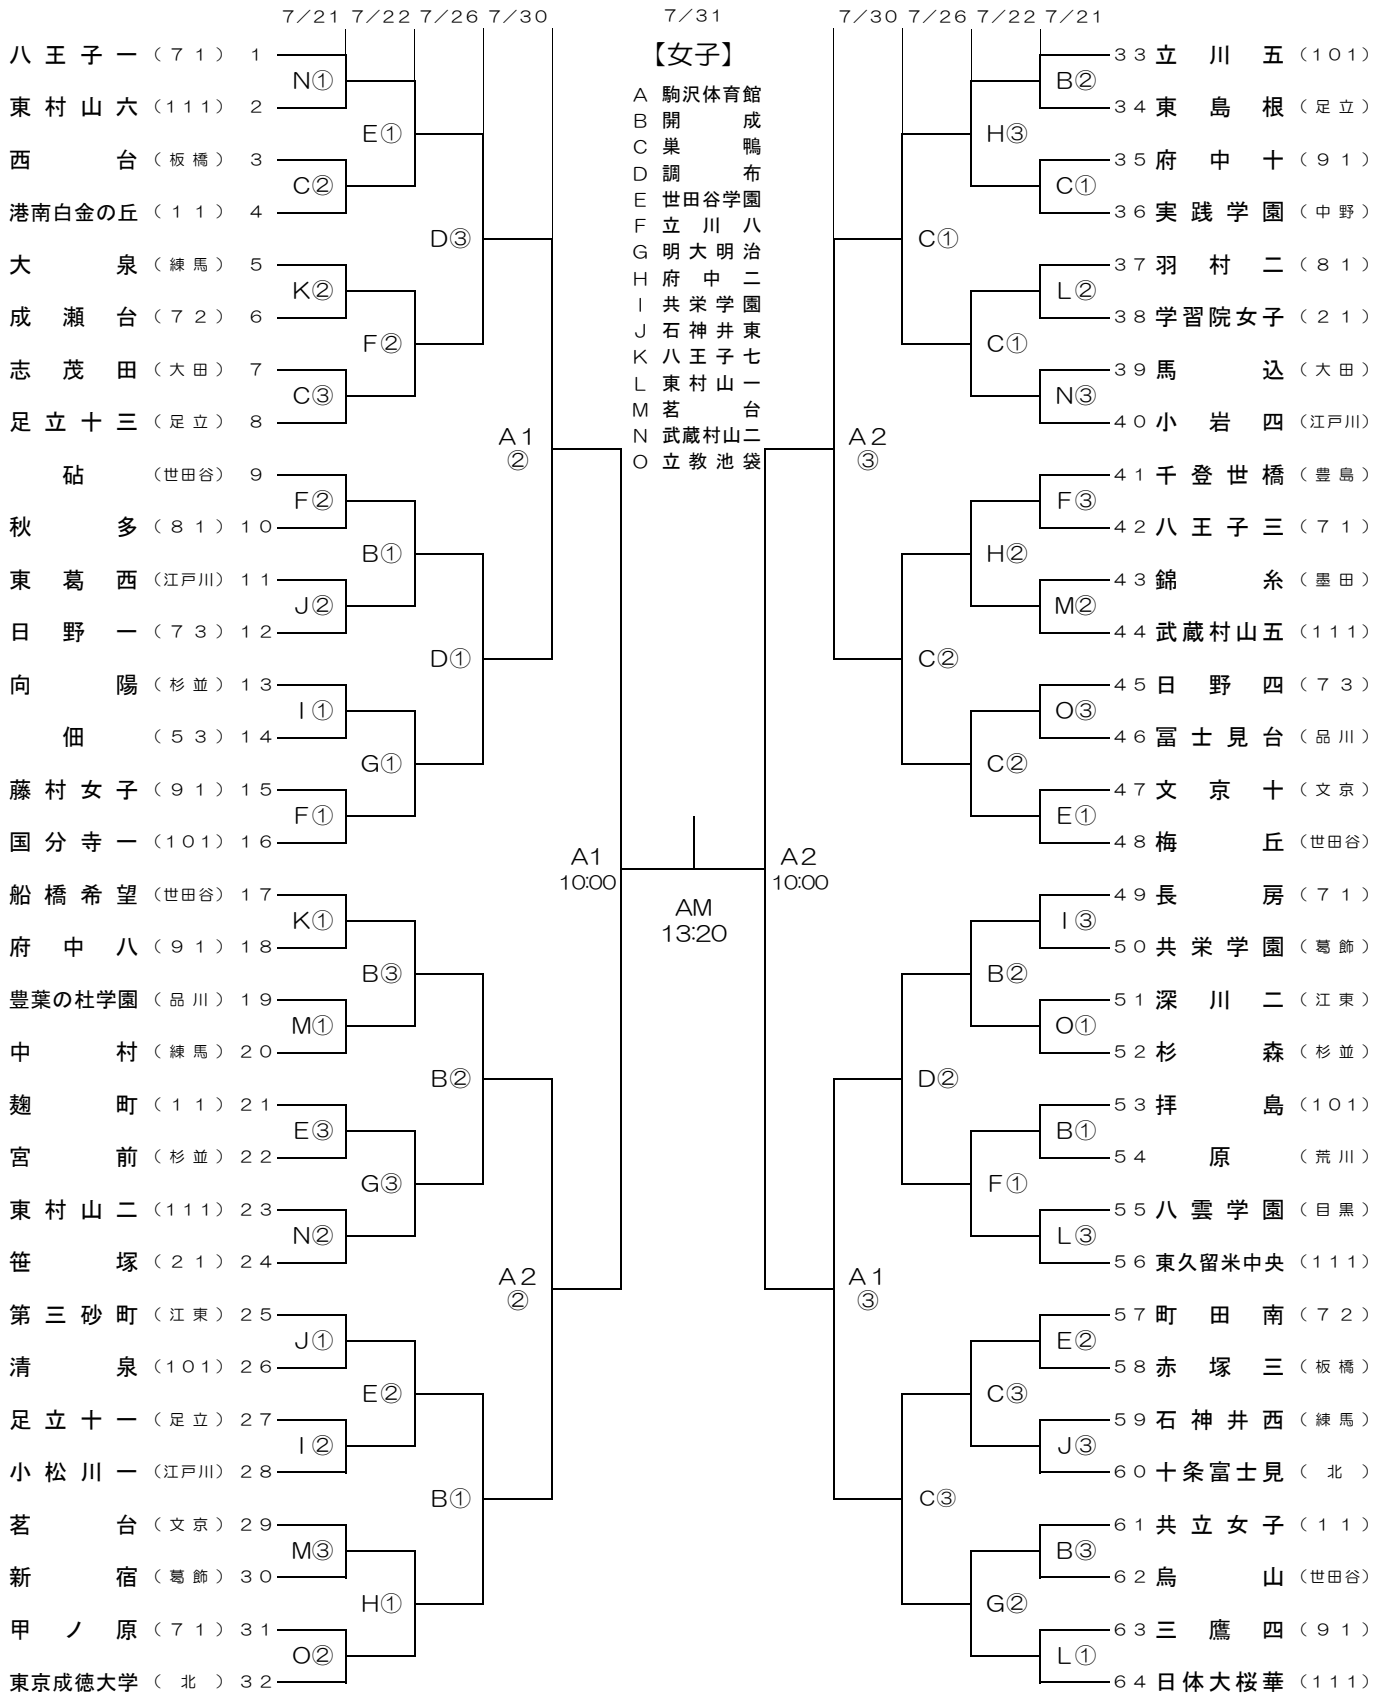 7/21 7/22 7/26 7/30 7/31 7/30 7/26 7/22 7/21
【女子】
A 駒沢体育館
B 開成
C 巣鴨
D 調布
E 世田谷学園
F 立川八
G 明大明治
H 府中二
I 共栄学園
J 石神井東
K 八王子七
L 東村山一
M 茗台
N 武蔵村山二
O 立教池袋
八王子一 (71) 1
東村山六 (111) 2
西台 (板橋) 3
港南白金の丘 (11) 4
大泉 (練馬) 5
成瀬台 (72) 6
志茂田 (大田) 7
足立十三 (足立) 8
砧 (世田谷) 9
秋多 (81) 10
東葛西 (江戸川) 11
日野一 (73) 12
向陽 (杉並) 13
佃 (53) 14
藤村女子 (91) 15
国分寺一 (101) 16
船橋希望 (世田谷) 17
府中八 (91) 18
豊葉の杜学園 (品川) 19
中村 (練馬) 20
麹町 (11) 21
宮前 (杉並) 22
東村山二 (111) 23
笹塚 (21) 24
第三砂町 (江東) 25
清泉 (101) 26
足立十一 (足立) 27
小松川一 (江戸川) 28
茗台 (文京) 29
新宿 (葛飾) 30
甲ノ原 (71) 31
東京成徳大学 (北) 32
N①
C②
K②
C③
F②
J②
I①
F①
K①
M①
E③
N②
J①
I②
M③
O②
E①
F②
B①
G①
B③
G③
E②
H①
D③
D①
B②
B①
A1
②
A2
②
A1
10:00
AM
13:20
A2
10:00
A2
③
A1
③
C①
C②
D②
C③
H③
C①
H②
C②
B②
F①
C③
G②
B②
C①
L②
N③
F③
M②
O③
E①
I③
O①
B①
L③
E②
J③
B③
L①
33 立川五 (101)
34 東島根 (足立)
35 府中十 (91)
36 実践学園 (中野)
37 羽村二 (81)
38 学習院女子 (21)
39 馬込 (大田)
40 小岩四 (江戸川)
41 千登世橋 (豊島)
42 八王子三 (71)
43 錦糸 (墨田)
44 武蔵村山五 (111)
45 日野四 (73)
46 冨士見台 (品川)
47 文京十 (文京)
48 梅丘 (世田谷)
49 長房 (71)
50 共栄学園 (葛飾)
51 深川二 (江東)
52 杉森 (杉並)
53 拝島 (101)
54 原 (荒川)
55 八雲学園 (目黒)
56 東久留米中央 (111)
57 町田南 (72)
58 赤塚三 (板橋)
59 石神井西 (練馬)
60 十条富士見 (北)
61 共立女子 (11)
62 烏山 (世田谷)
63 三鷹四 (91)
64 日体大桜華 (111)